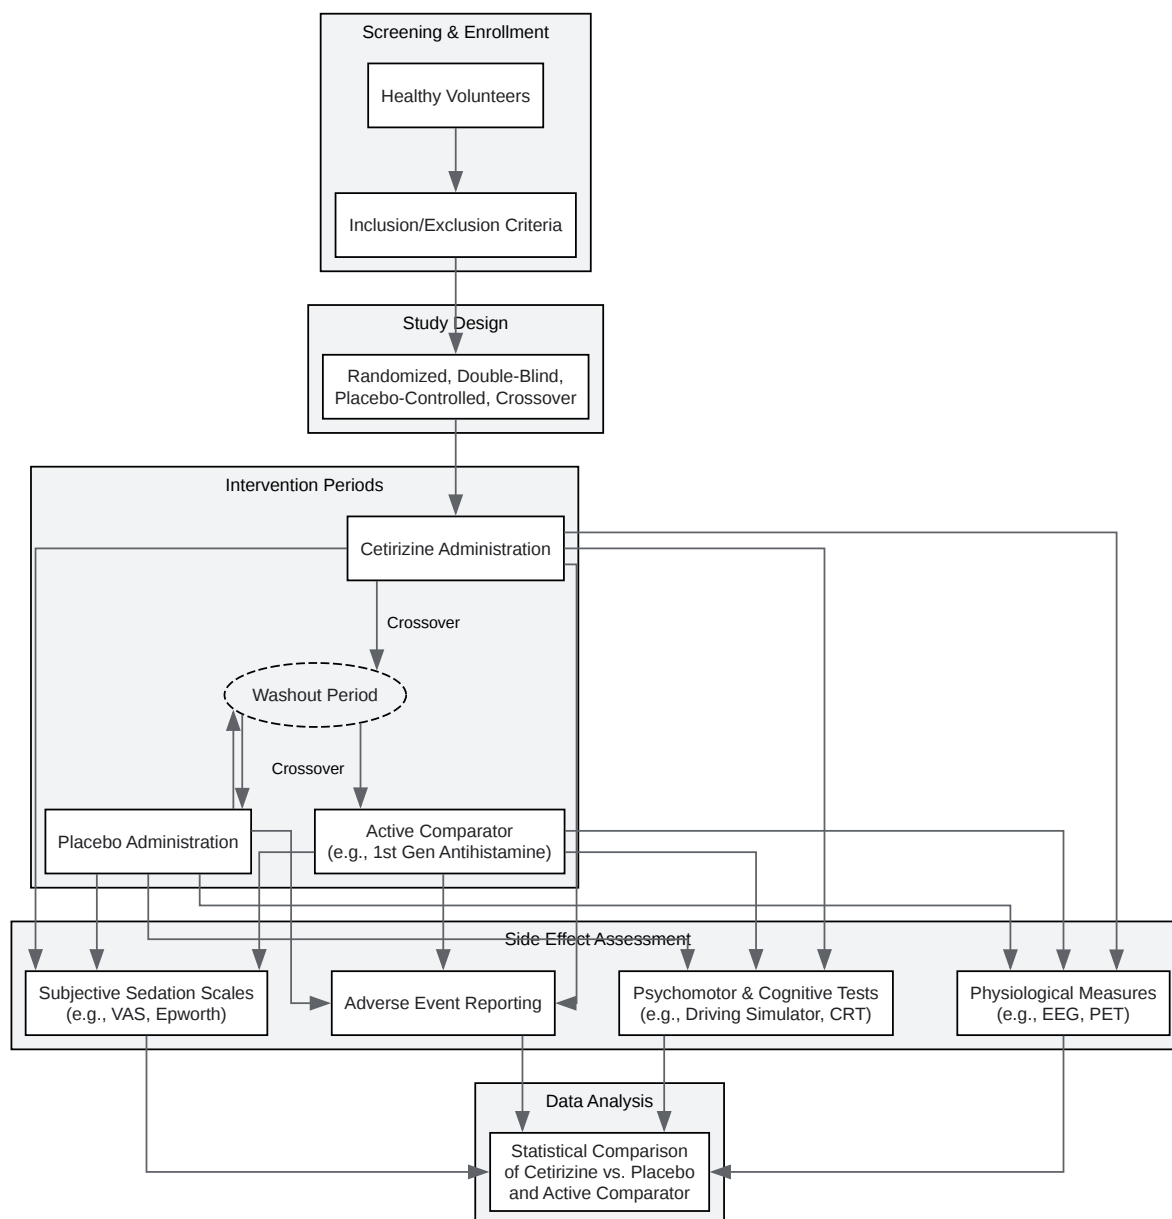 Screening & Enrollment
Healthy Volunteers
Inclusion/Exclusion Criteria
Study Design
Randomized, Double-Blind,
Placebo-Controlled, Crossover
Intervention Periods
Cetirizine Administration
Crossover
Washout Period
Crossover
Placebo Administration
Active Comparator
(e.g., 1st Gen Antihistamine)
Side Effect Assessment
Subjective Sedation Scales
(e.g., VAS, Epworth)
Adverse Event Reporting
Psychomotor & Cognitive Tests
(e.g., Driving Simulator, CRT)
Physiological Measures
(e.g., EEG, PET)
Data Analysis
Statistical Comparison
of Cetirizine vs. Placebo
and Active Comparator